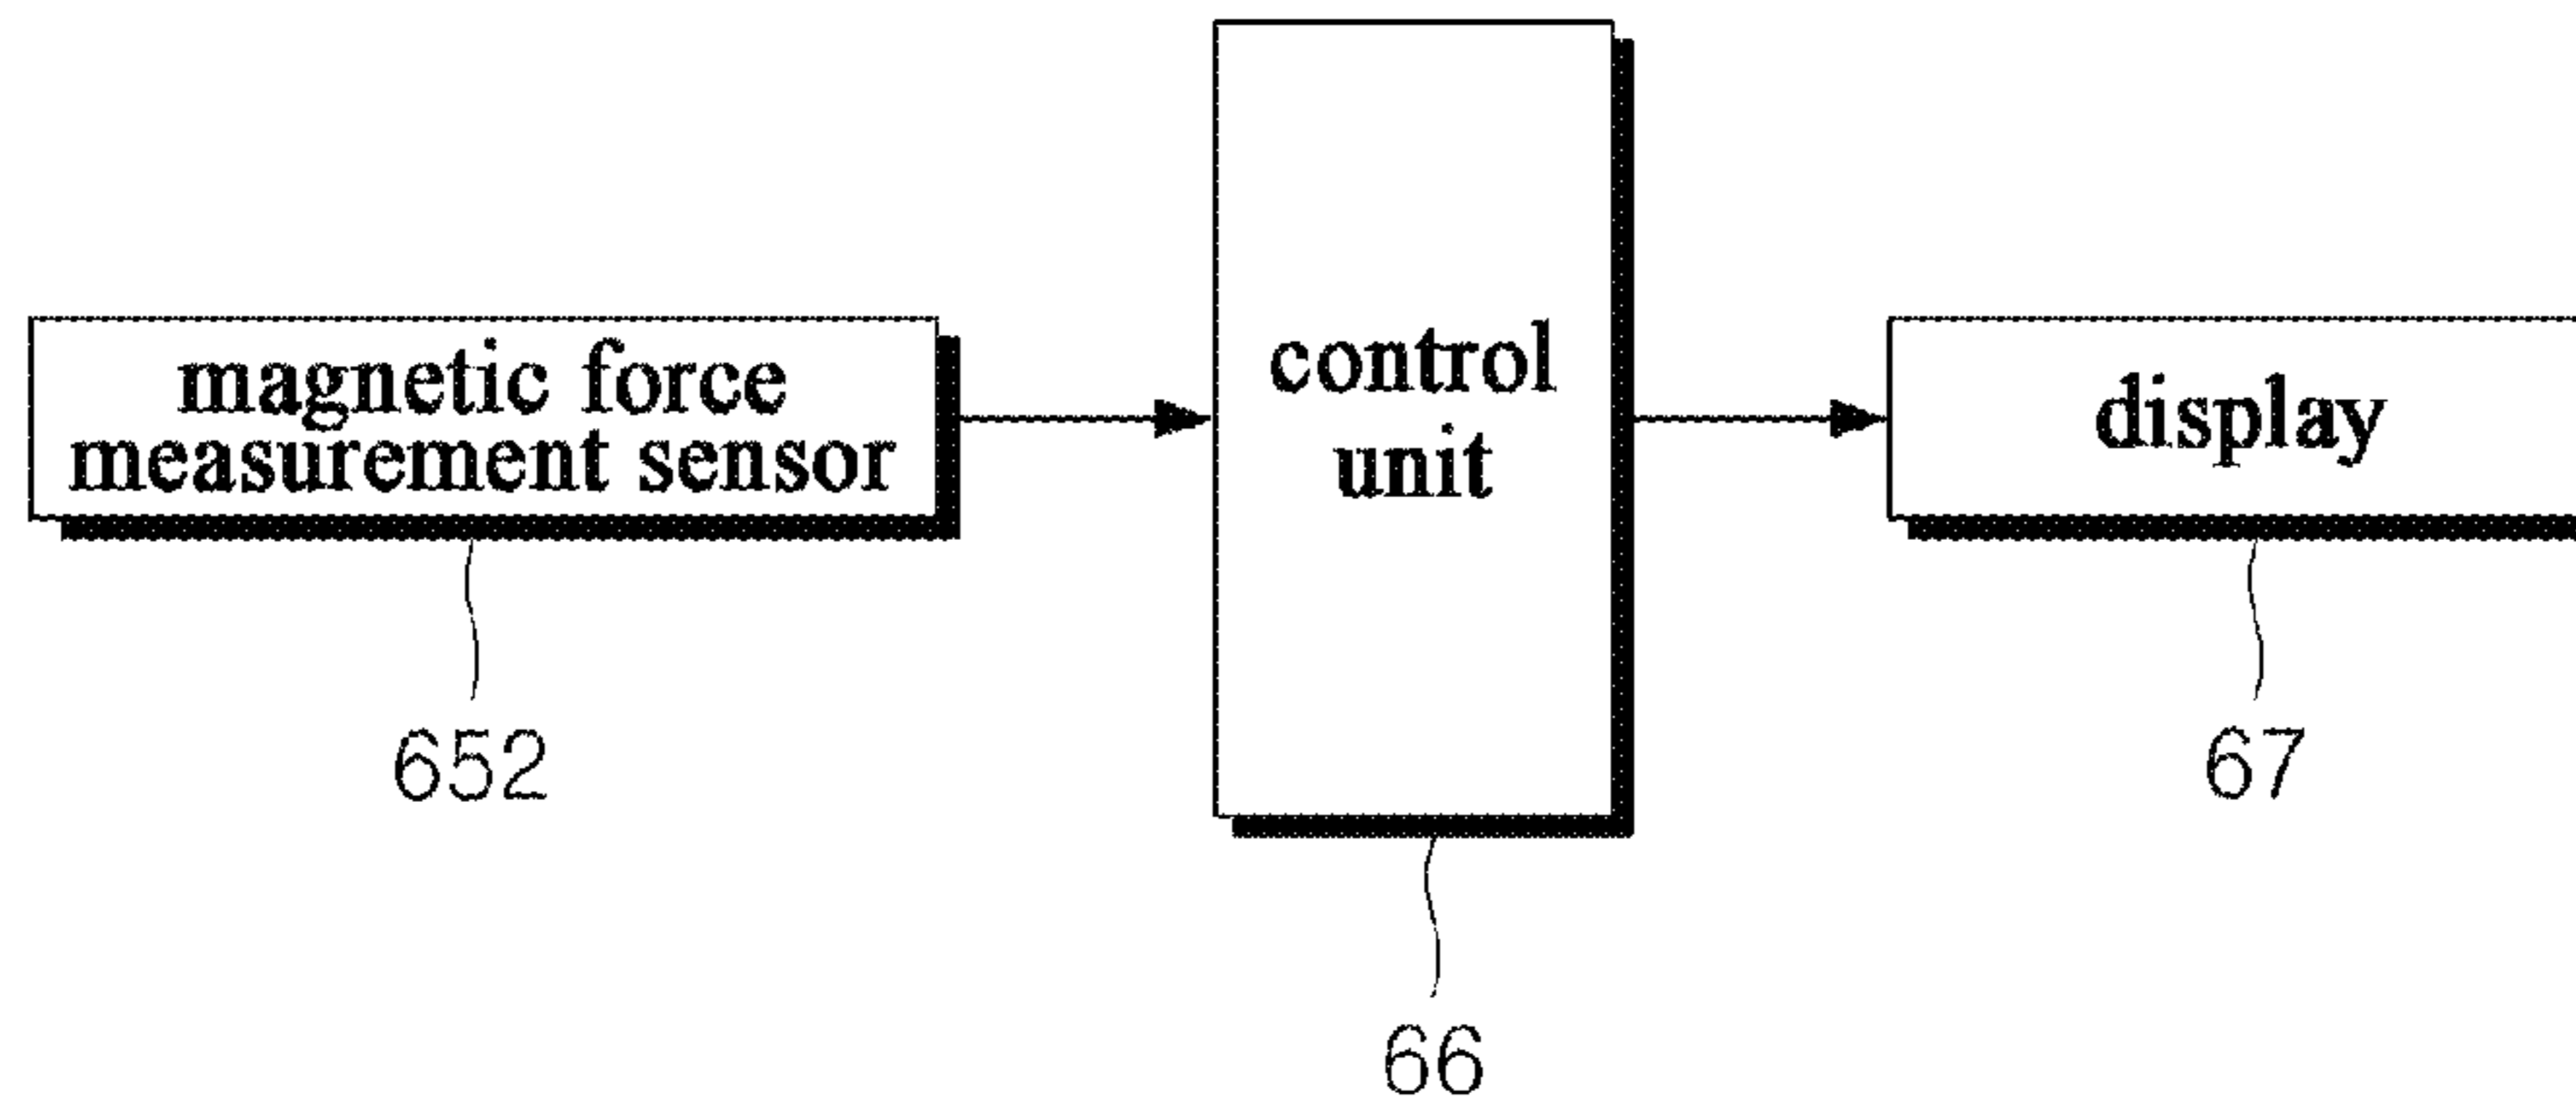 magnetic force
measurement sensor
control
unit
display
652
67
66